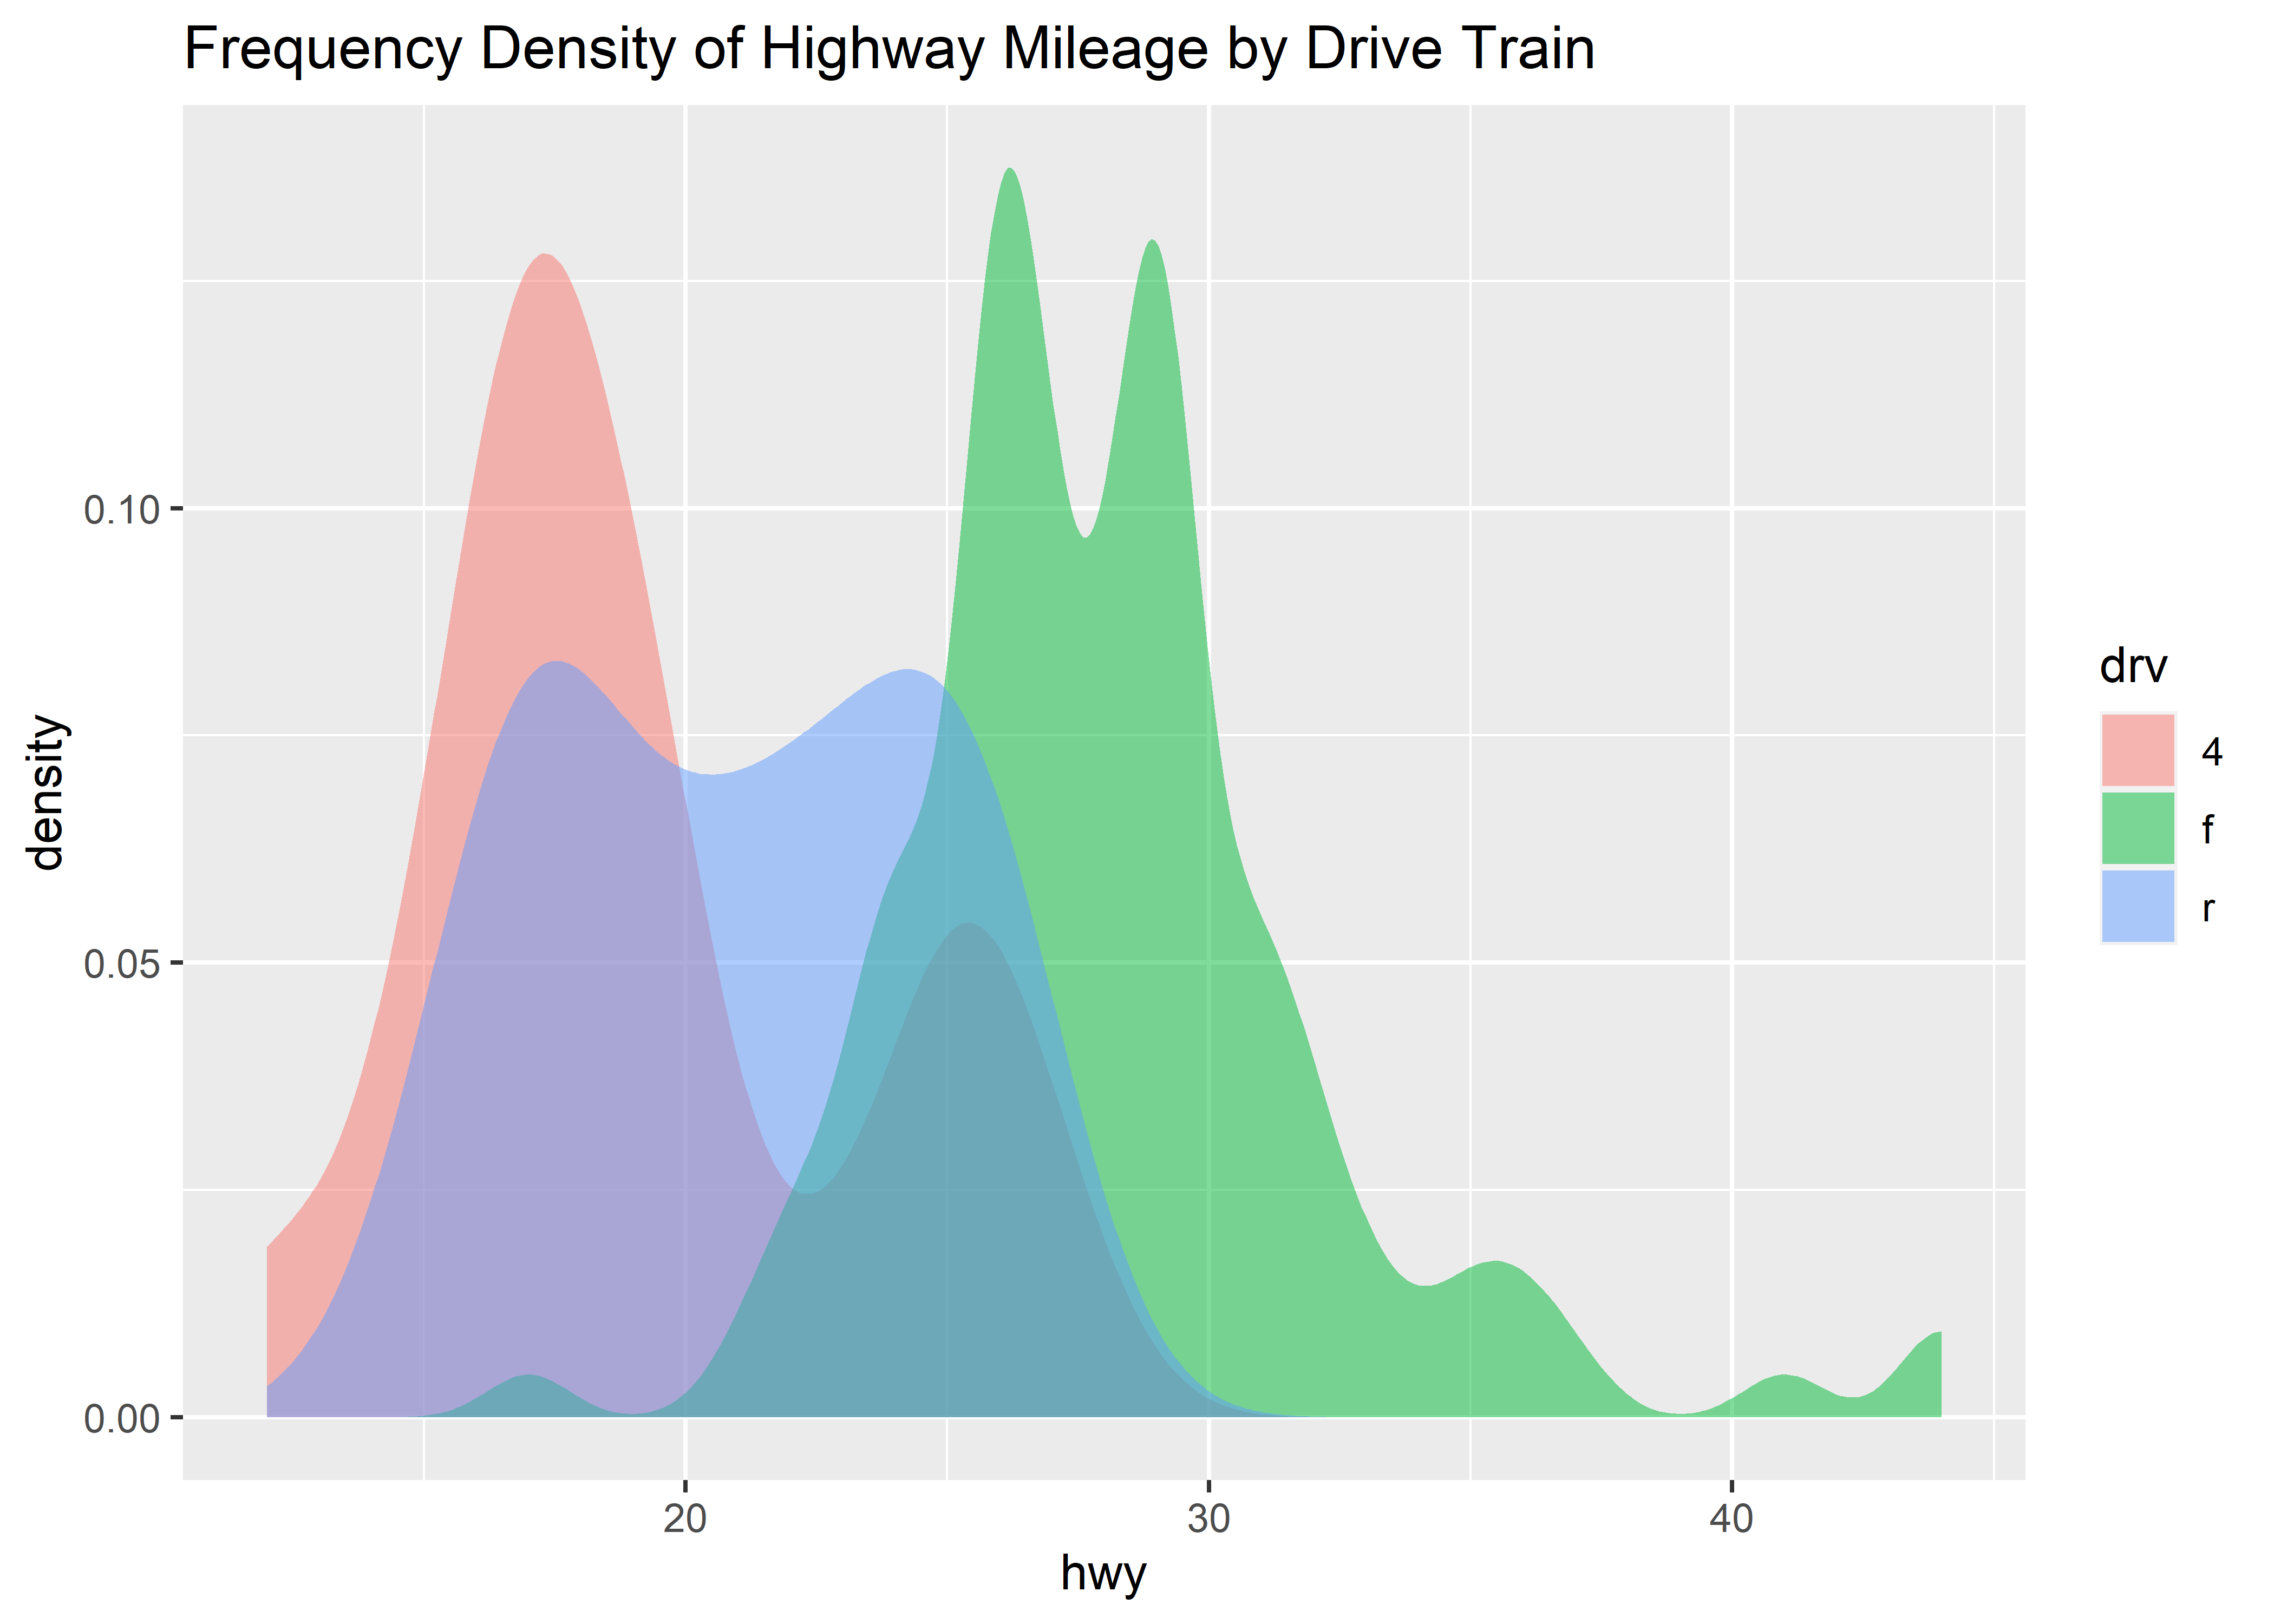 Frequency Density of Highway Mileage by Drive Train
density
0.10
0.05
0.00
20 30 40
hwy
drv
4
f
r